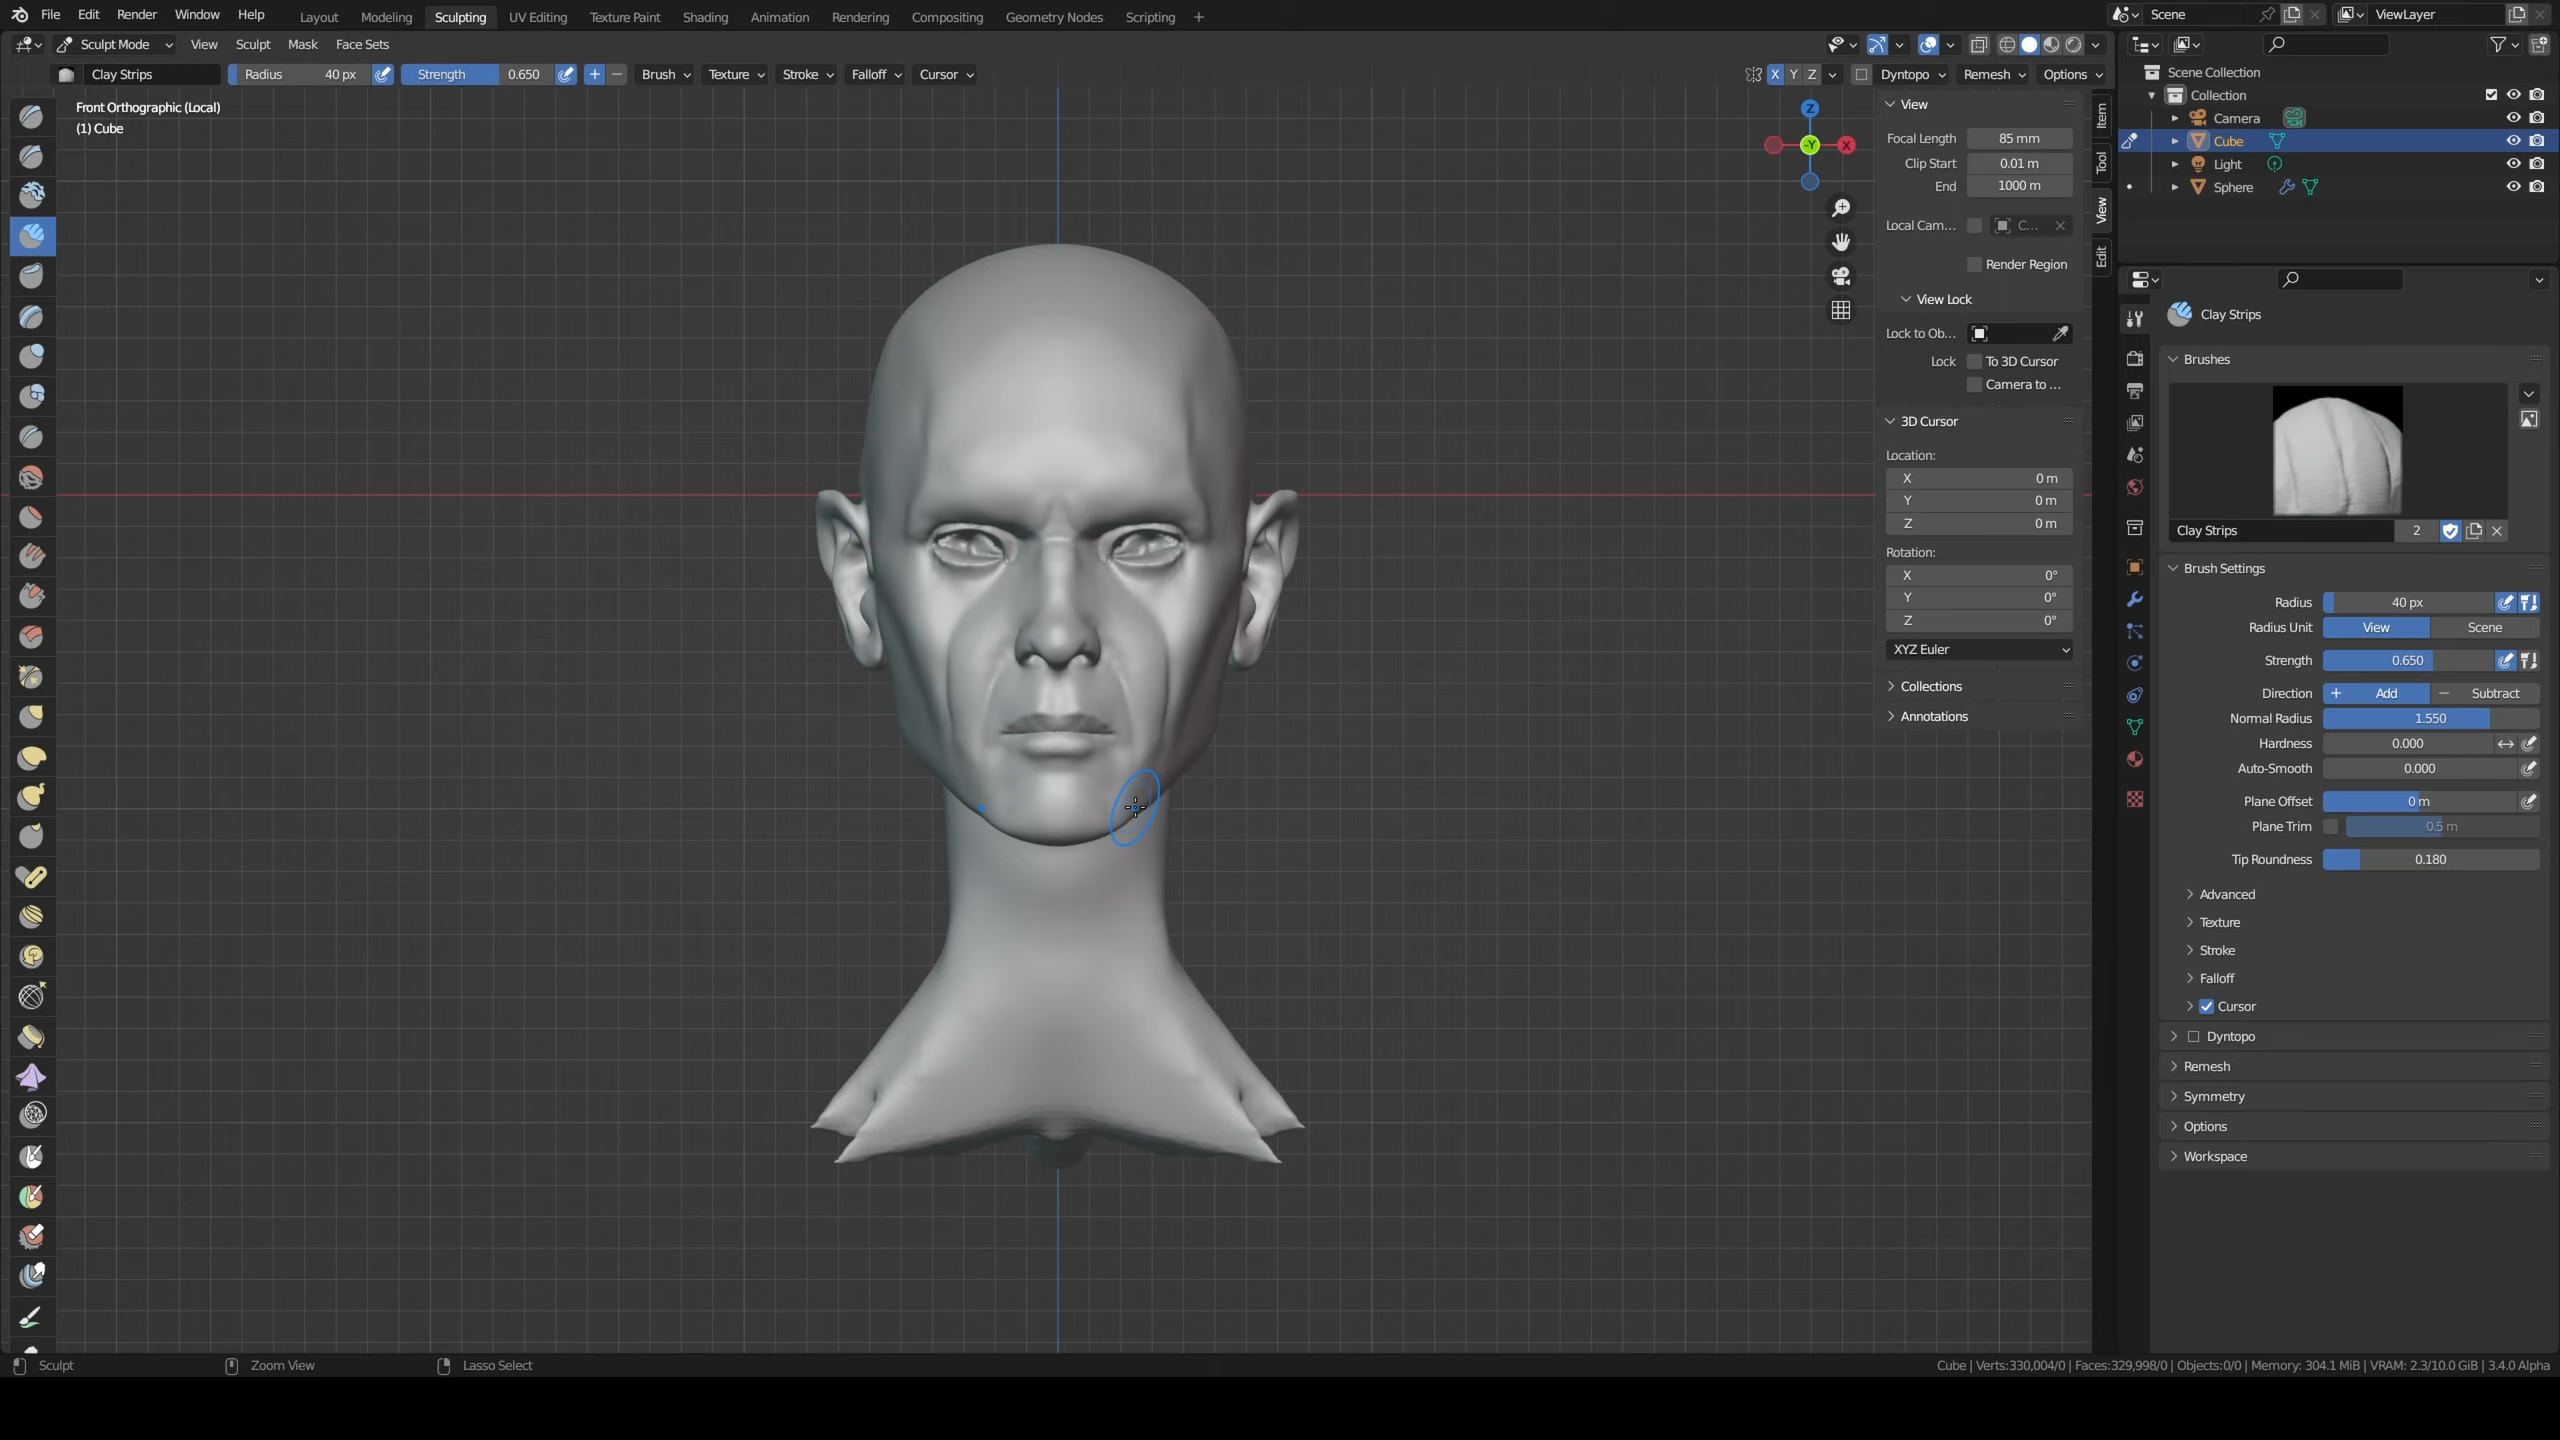 File Edit Render Window Help Layout Modeling Sculpting UV Editing Texture Paint Shading Animation Rendering Compositing Geometry Nodes Scripting + Scene ViewLayer
Sculpt Mode View Sculpt Mask Face Sets
Clay Strips Radius 40 px Strength 0.650 + − Brush Texture Stroke Falloff Cursor X Y Z Dyntopo Remesh Options
Front Orthographic (Local)
(1) Cube
Z
-Y
X
View
Focal Length 85 mm
Clip Start 0.01 m
End 1000 m
Local Cam... C...
Render Region
View Lock
Lock to Ob...
Lock To 3D Cursor
Camera to ...
3D Cursor
Location:
X 0 m
Y 0 m
Z 0 m
Rotation:
X 0°
Y 0°
Z 0°
XYZ Euler
Collections
Annotations
Item
Tool
View
Edit
Scene Collection
Collection
Camera
Cube
Light
Sphere
Clay Strips
Brushes
Clay Strips 2
Brush Settings
Radius 40 px
Radius Unit View Scene
Strength 0.650
Direction + Add − Subtract
Normal Radius 1.550
Hardness 0.000
Auto-Smooth 0.000
Plane Offset 0 m
Plane Trim 0.5 m
Tip Roundness 0.180
Advanced
Texture
Stroke
Falloff
Cursor
Dyntopo
Remesh
Symmetry
Options
Workspace
Sculpt Zoom View Lasso Select Cube | Verts:330,004/0 | Faces:329,998/0 | Objects:0/0 | Memory: 304.1 MiB | VRAM: 2.3/10.0 GiB | 3.4.0 Alpha